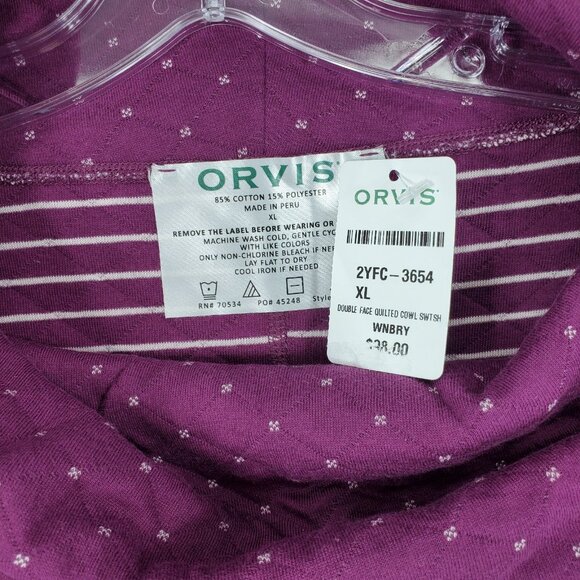 ORVIS
85% COTTON 15% POLYESTER
MADE IN PERU
XL
REMOVE THE LABEL BEFORE WEARING OR
MACHINE WASH COLD, GENTLE CYC
WITH LIKE COLORS
ONLY NON-CHLORINE BLEACH IF NE
LAY FLAT TO DRY
COOL IRON IF NEEDED
RN# 70534 PO# 45248 Style
ORVIS
2YFC-3654
XL
DOUBLE FACE QUILTED COWL SWTSH
WNBRY
$98.00